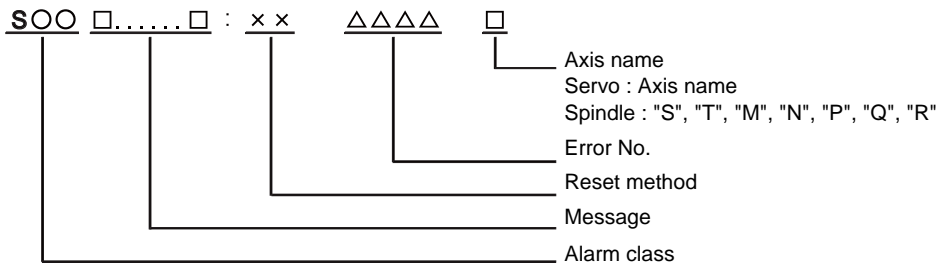 S○○ □......□ : ×× △△△△ □
Axis name
Servo : Axis name
Spindle : "S", "T", "M", "N", "P", "Q", "R"
Error No.
Reset method
Message
Alarm class